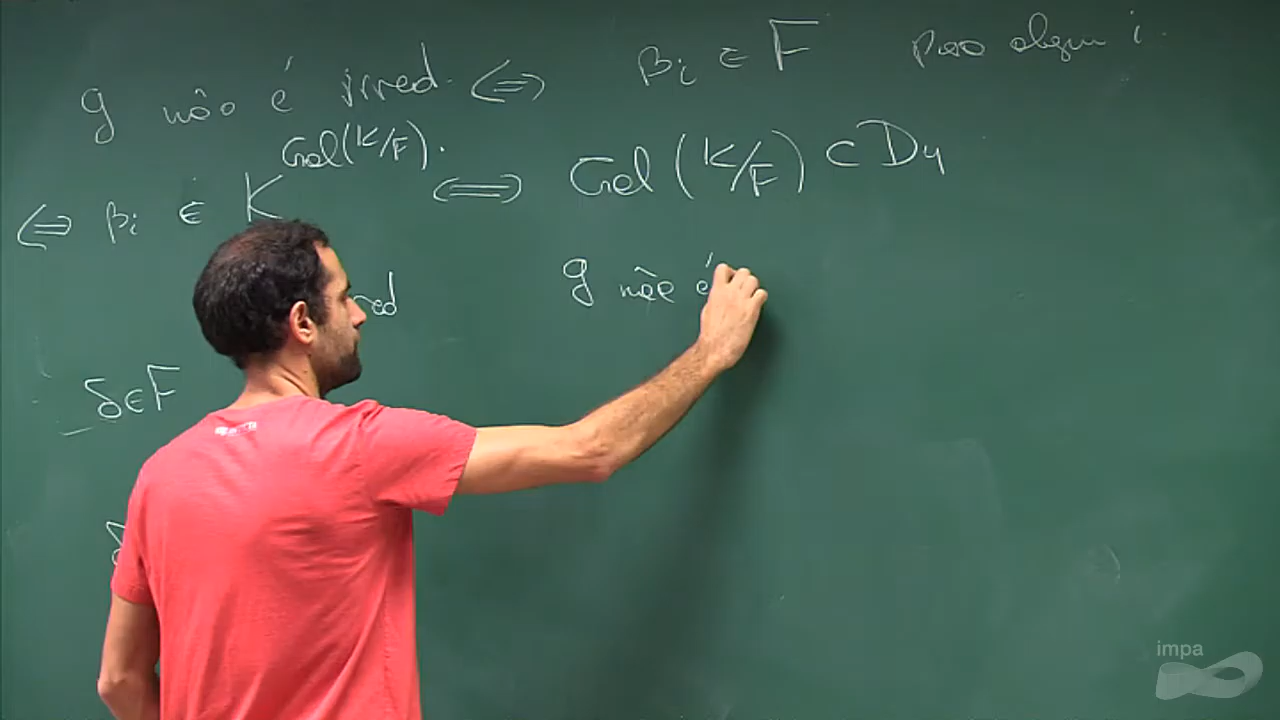 g não é irred. ⟺ βi ∈ F para algum i.
⟺ βi ∈ K^Gal(K/F). ⟺ Gal(K/F) ⊂ D4
red g não é
δ∈F
δ
impa